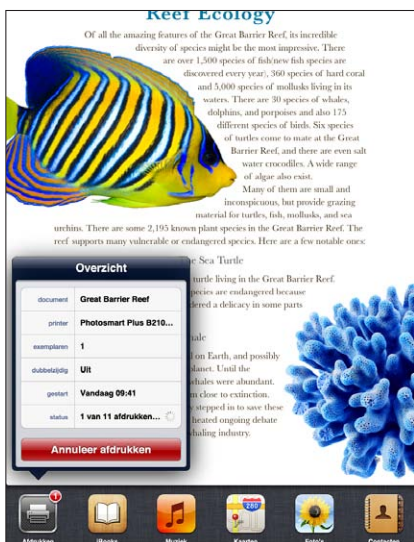 Reef Ecology
Of all the amazing features of the Great Barrier Reef, its incredible
diversity of species might be the most impressive. There
are over 1,500 species of fish(new fish species are
discovered every year), 360 species of hard coral
and 5,000 species of mollusks living in its
waters. There are 30 species of whales,
dolphins, and porpoises and also 175
different species of birds. Six species
of turtles come to mate at the Great
Barrier Reef, and there are even salt
water crocodiles. A wide range
of algae also exist.
Many of them are small and
inconspicuous, but provide grazing
material for turtles, fish, mollusks, and sea
urchins. There are some 2,195 known plant species in the Great Barrier Reef. The
reef supports many vulnerable or endangered species. Here are a few notable ones:
The Sea Turtle
turtle living in the Great Barrier Reef.
species are endangered because
dered a delicacy in some parts
hale
l on Earth, and possibly
planet. Until the
whales were abundant.
m close to extinction.
y stepped in to save these
heated ongoing debate
haling industry.
Overzicht
document Great Barrier Reef
printer Photosmart Plus B210...
exemplaren 1
dubbelzijdig Uit
gestart Vandaag 09:41
status 1 van 11 afdrukken...
Annuleer afdrukken
1
280
Afdrukken iBooks Muziek Kaarten Foto's Contacten